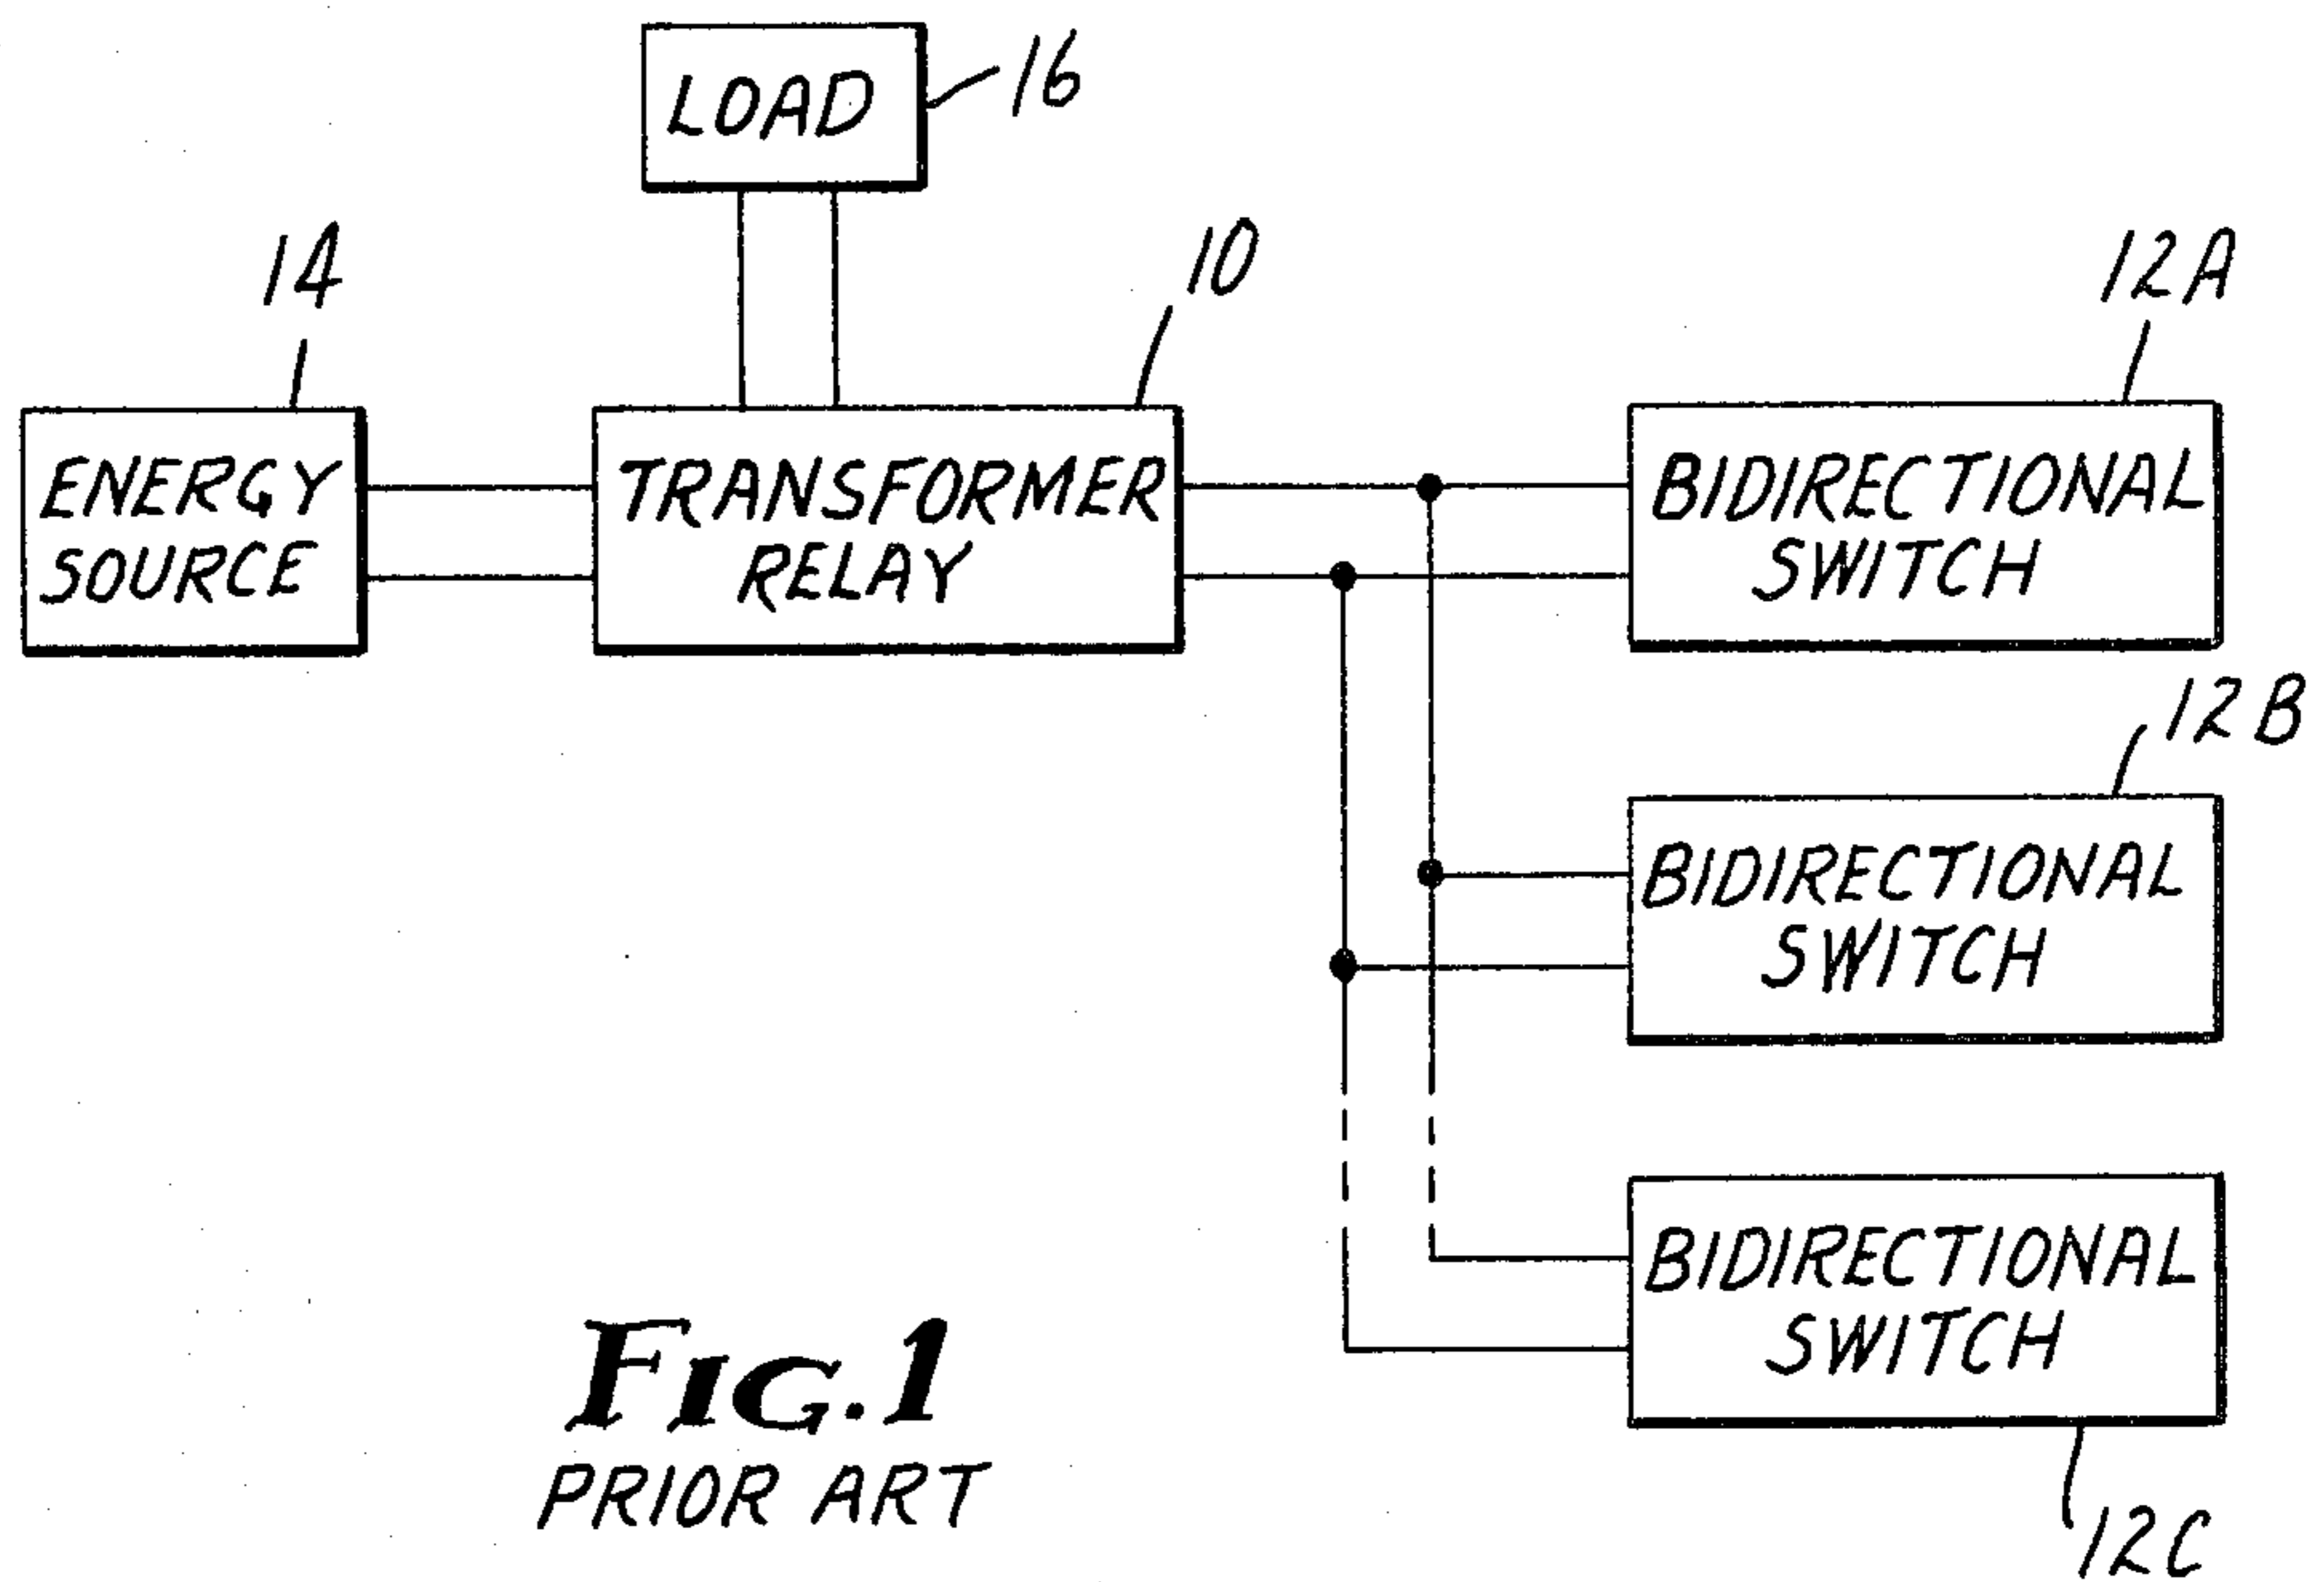 LOAD
16
14
10
12A
ENERGY
SOURCE
TRANSFORMER
RELAY
BIDIRECTIONAL
SWITCH
12B
BIDIRECTIONAL
SWITCH
BIDIRECTIONAL
SWITCH
12C
FIG.1
PRIOR ART